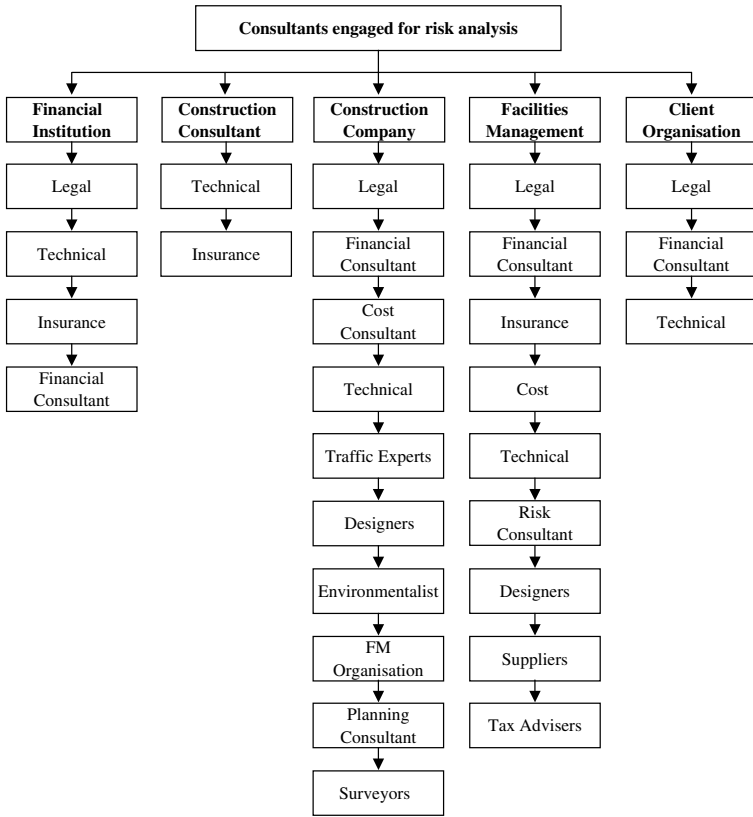 Consultants engaged for risk analysis
Financial
Institution
Legal
Technical
Insurance
Financial
Consultant
Construction
Consultant
Technical
Insurance
Construction
Company
Legal
Financial
Consultant
Cost
Consultant
Technical
Traffic Experts
Designers
Environmentalist
FM
Organisation
Planning
Consultant
Surveyors
Facilities
Management
Legal
Financial
Consultant
Insurance
Cost
Technical
Risk
Consultant
Designers
Suppliers
Tax Advisers
Client
Organisation
Legal
Financial
Consultant
Technical